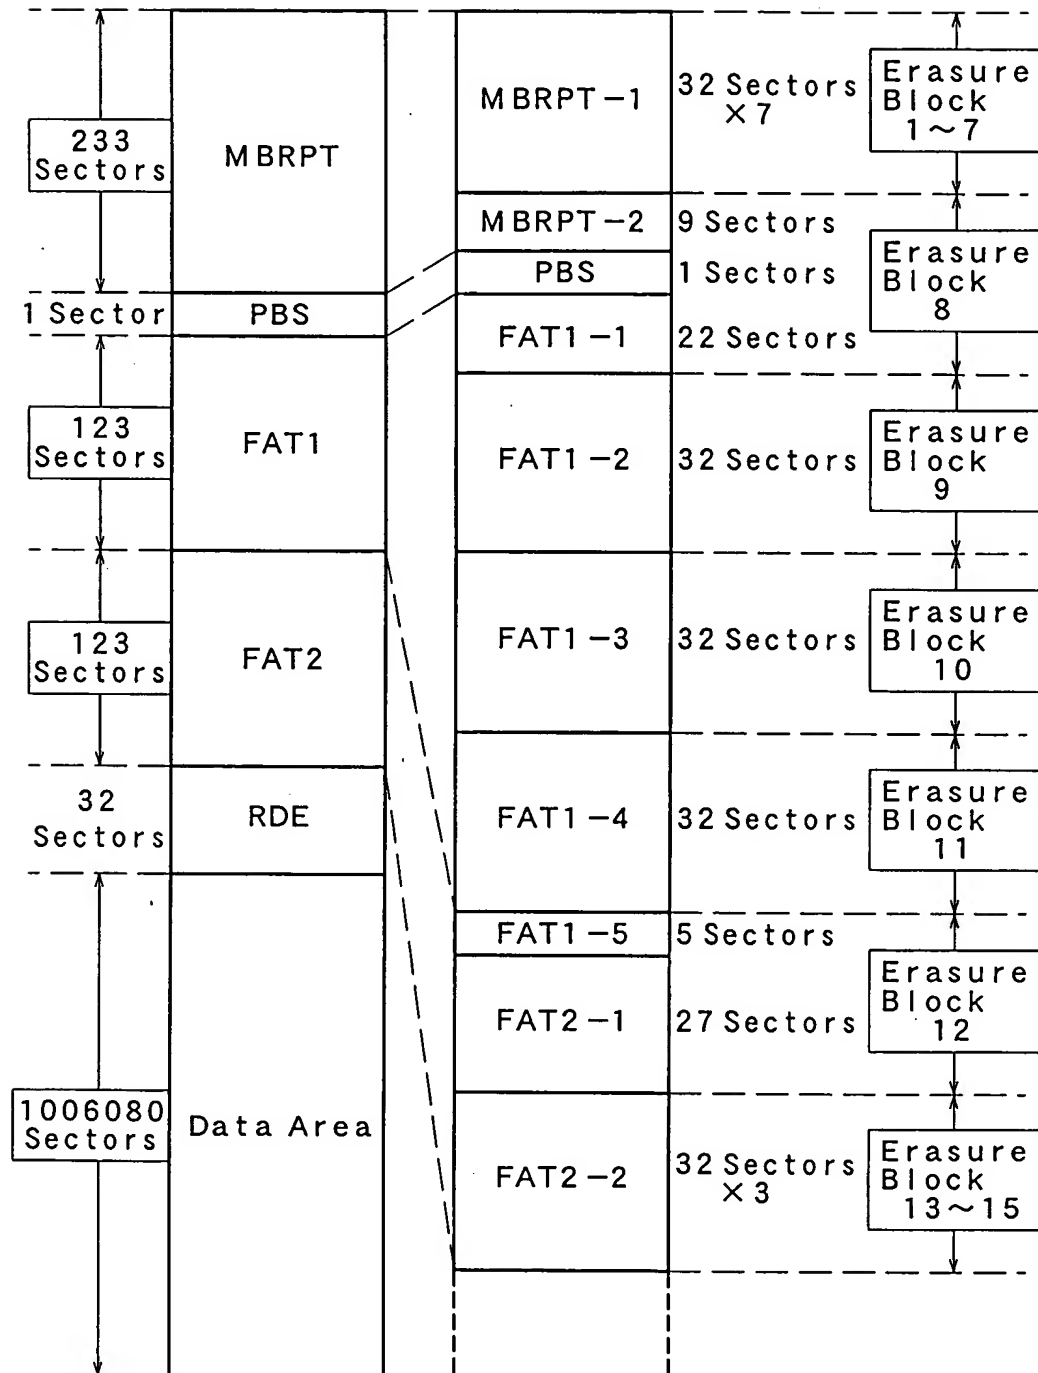 233
Sectors
1 Sector
123
Sectors
123
Sectors
32
Sectors
1006080
Sectors
MBRPT
PBS
FAT1
FAT2
RDE
Data Area
MBRPT-1
MBRPT-2
PBS
FAT1-1
FAT1-2
FAT1-3
FAT1-4
FAT1-5
FAT2-1
FAT2-2
32 Sectors
×7
9 Sectors
1 Sectors
22 Sectors
32 Sectors
32 Sectors
32 Sectors
5 Sectors
27 Sectors
32 Sectors
×3
Erasure
Block
1~7
Erasure
Block
8
Erasure
Block
9
Erasure
Block
10
Erasure
Block
11
Erasure
Block
12
Erasure
Block
13~15